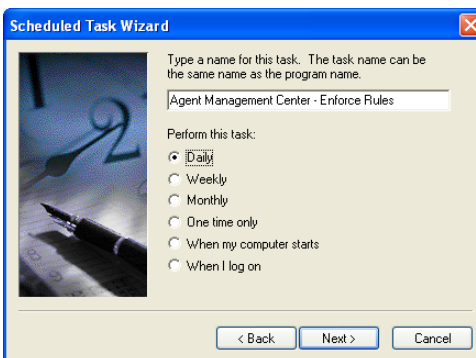 Scheduled Task Wizard
Type a name for this task. The task name can be
the same name as the program name.
Agent Management Center - Enforce Rules
Perform this task:
Daily
Weekly
Monthly
One time only
When my computer starts
When I log on
< Back
Next >
Cancel